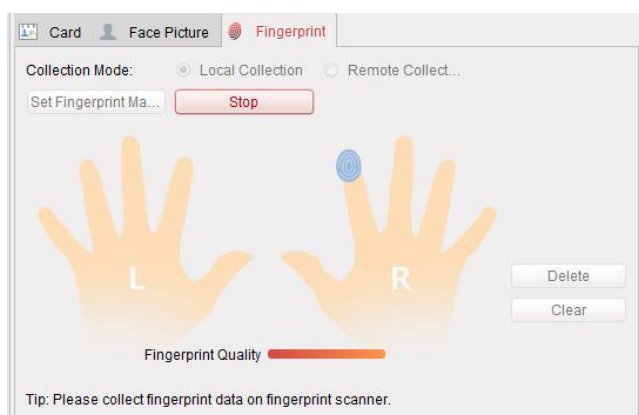 Card Face Picture Fingerprint
Collection Mode: Local Collection Remote Collect...
Set Fingerprint Ma... Stop
L R
Delete
Clear
Fingerprint Quality
Tip: Please collect fingerprint data on fingerprint scanner.